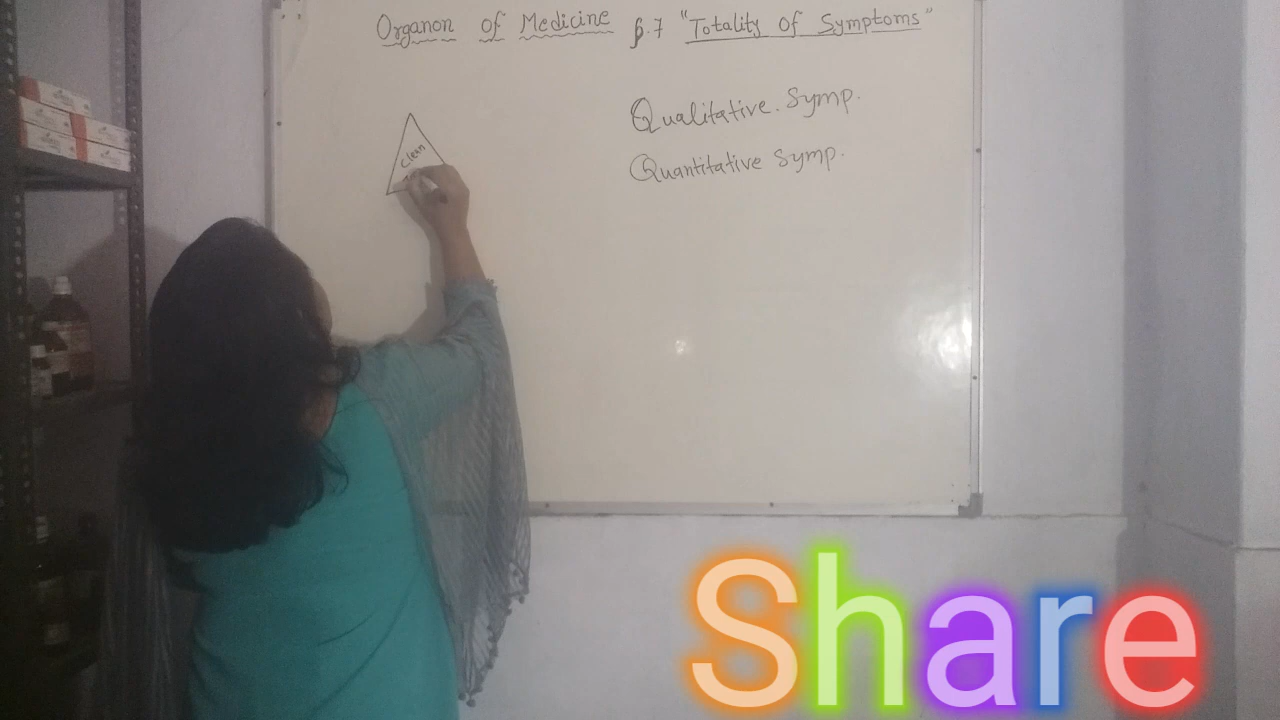 Organon of Medicine §.7 "Totality of Symptoms"
Qualitative. Symp.
Quantitative Symp.
Clean
Share